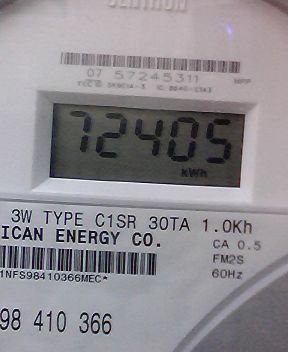 CENTRON
07 57245311
72405
kWh
3W TYPE C1SR 30TA 1.0Kh
ICAN ENERGY CO.
CA 0.5
FM2S
60Hz
1NFS98410366MEC*
98 410 366